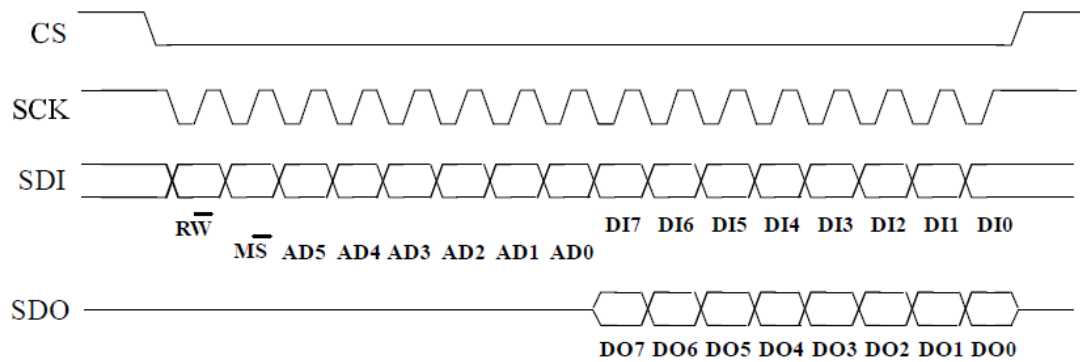 CS
SCK
SDI
RW̅ DI7 DI6 DI5 DI4 DI3 DI2 DI1 DI0
MS̅ AD5 AD4 AD3 AD2 AD1 AD0
SDO
DO7 DO6 DO5 DO4 DO3 DO2 DO1 DO0